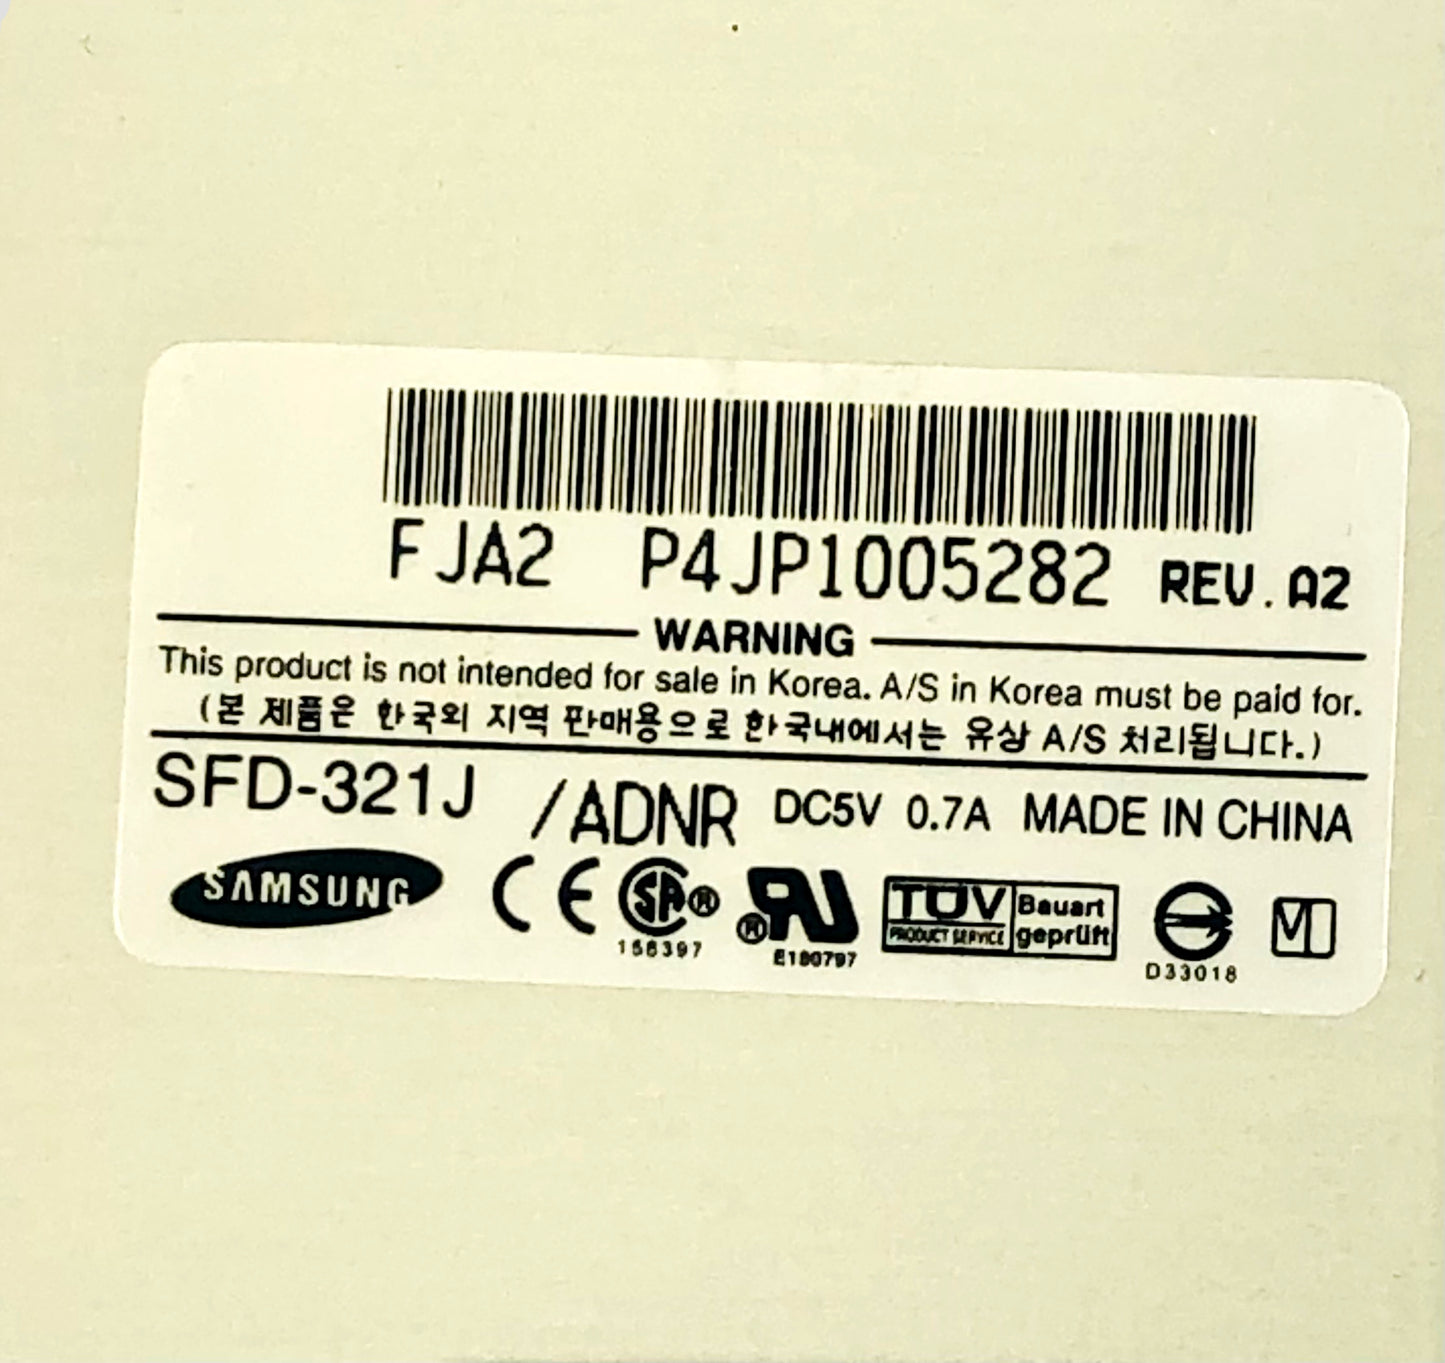 FJA2 P4JP1005282 REV.A2
WARNING
This product is not intended for sale in Korea. A/S in Korea must be paid for.
(본 제품은 한국외 지역 판매용으로 한국내에서는 유상 A/S 처리됩니다.)
SFD-321J /ADNR DC5V 0.7A MADE IN CHINA
SAMSUNG CE SA® ®RU TÜV PRODUCT SERVICE Bauart geprüft
158397 E180797 D33018